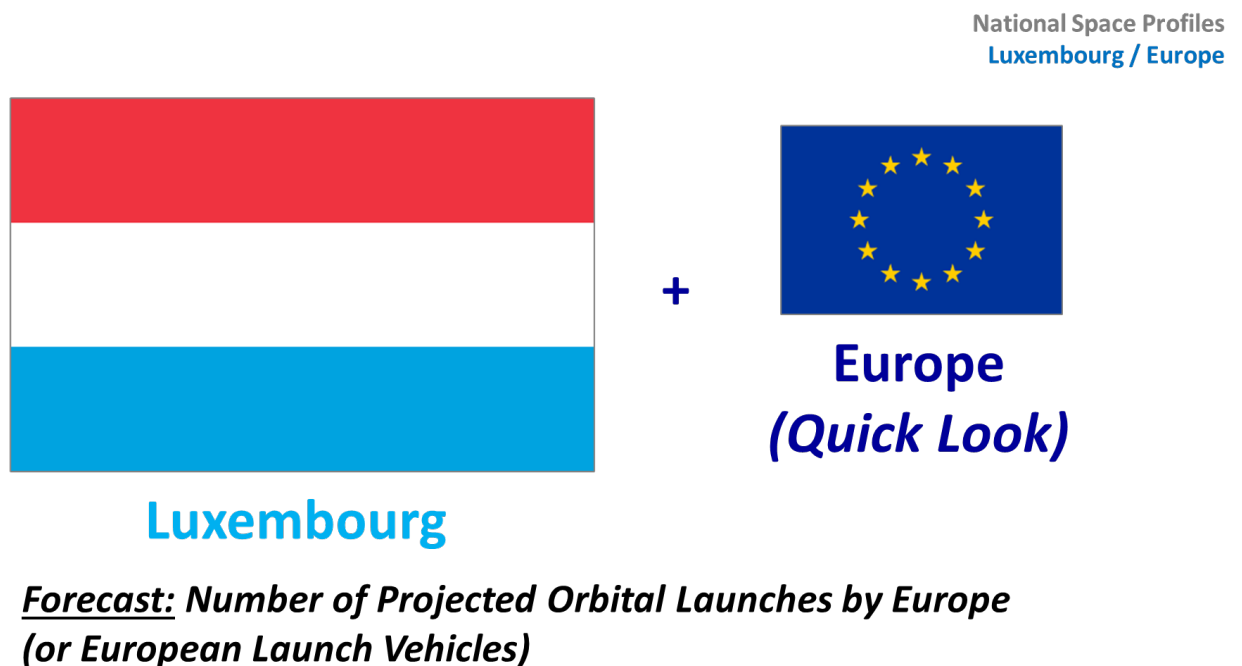 National Space Profiles
Luxembourg / Europe
+
Europe
(Quick Look)
Luxembourg
Forecast: Number of Projected Orbital Launches by Europe
(or European Launch Vehicles)